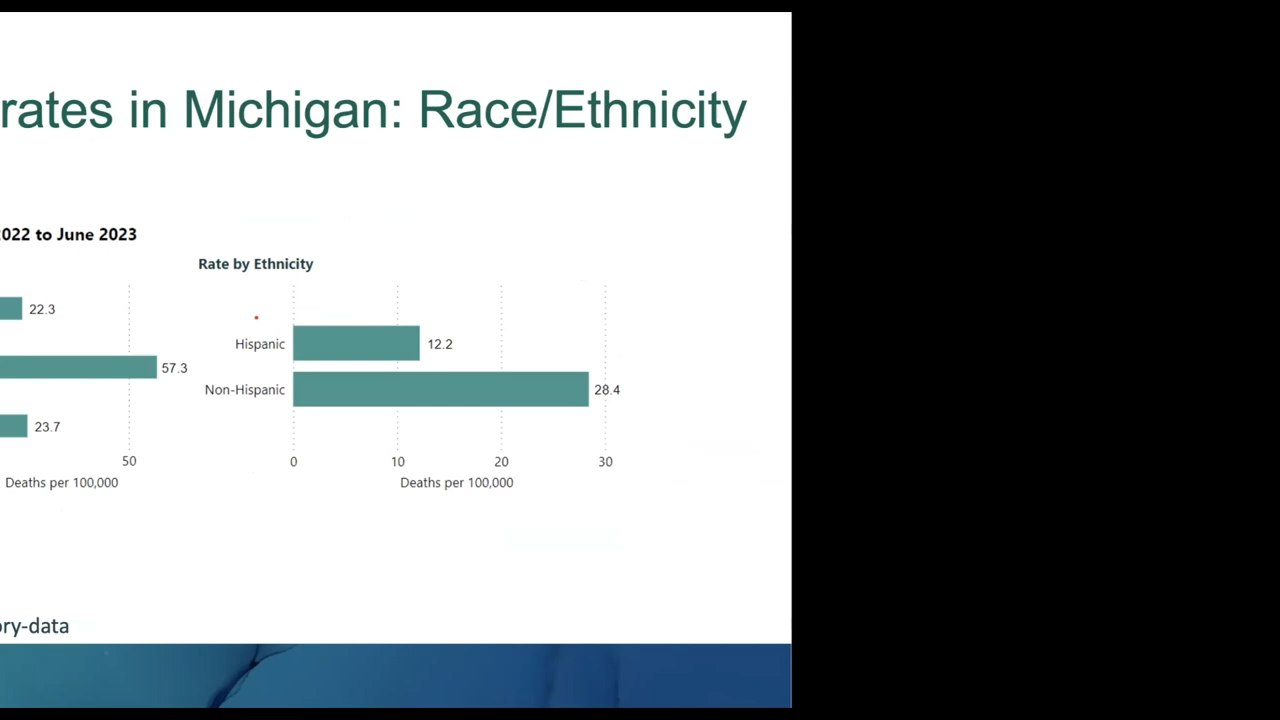 rates in Michigan: Race/Ethnicity
2022 to June 2023
Rate by Ethnicity
22.3
57.3
23.7
50
Deaths per 100,000
Hispanic
12.2
Non-Hispanic
28.4
0 10 20 30
Deaths per 100,000
ory-data